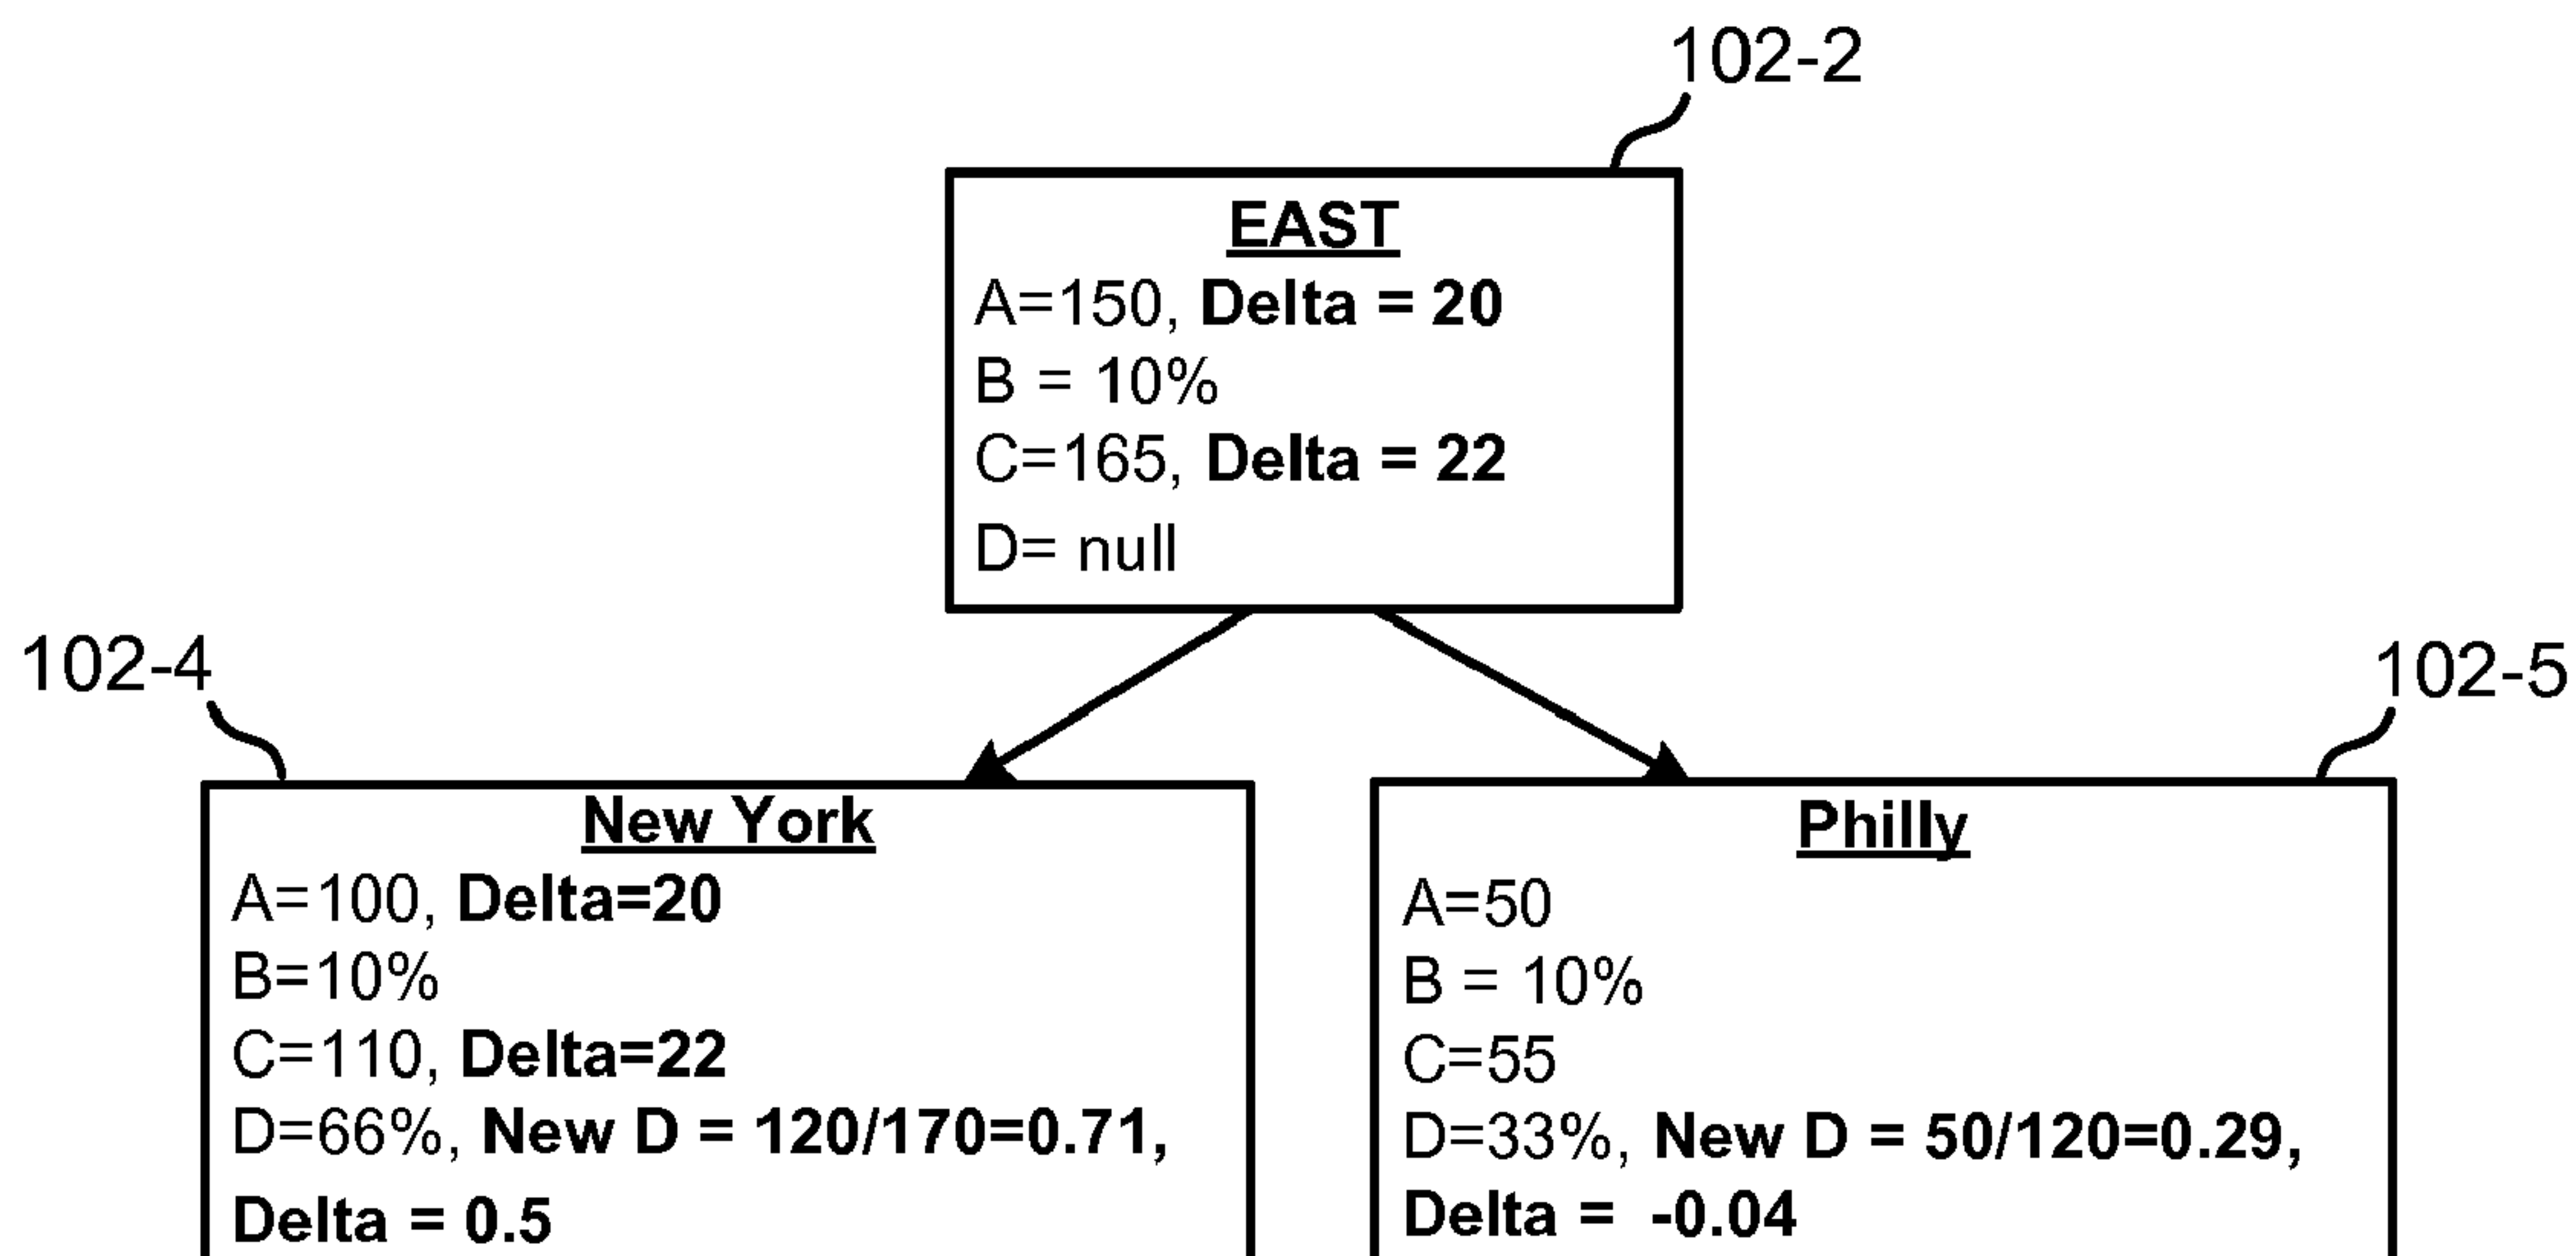 102-2
EAST
A=150, Delta = 20
B = 10%
C=165, Delta = 22
D= null
102-4
102-5
New York
A=100, Delta=20
B=10%
C=110, Delta=22
D=66%, New D = 120/170=0.71,
Delta = 0.5
Philly
A=50
B = 10%
C=55
D=33%, New D = 50/120=0.29,
Delta = -0.04